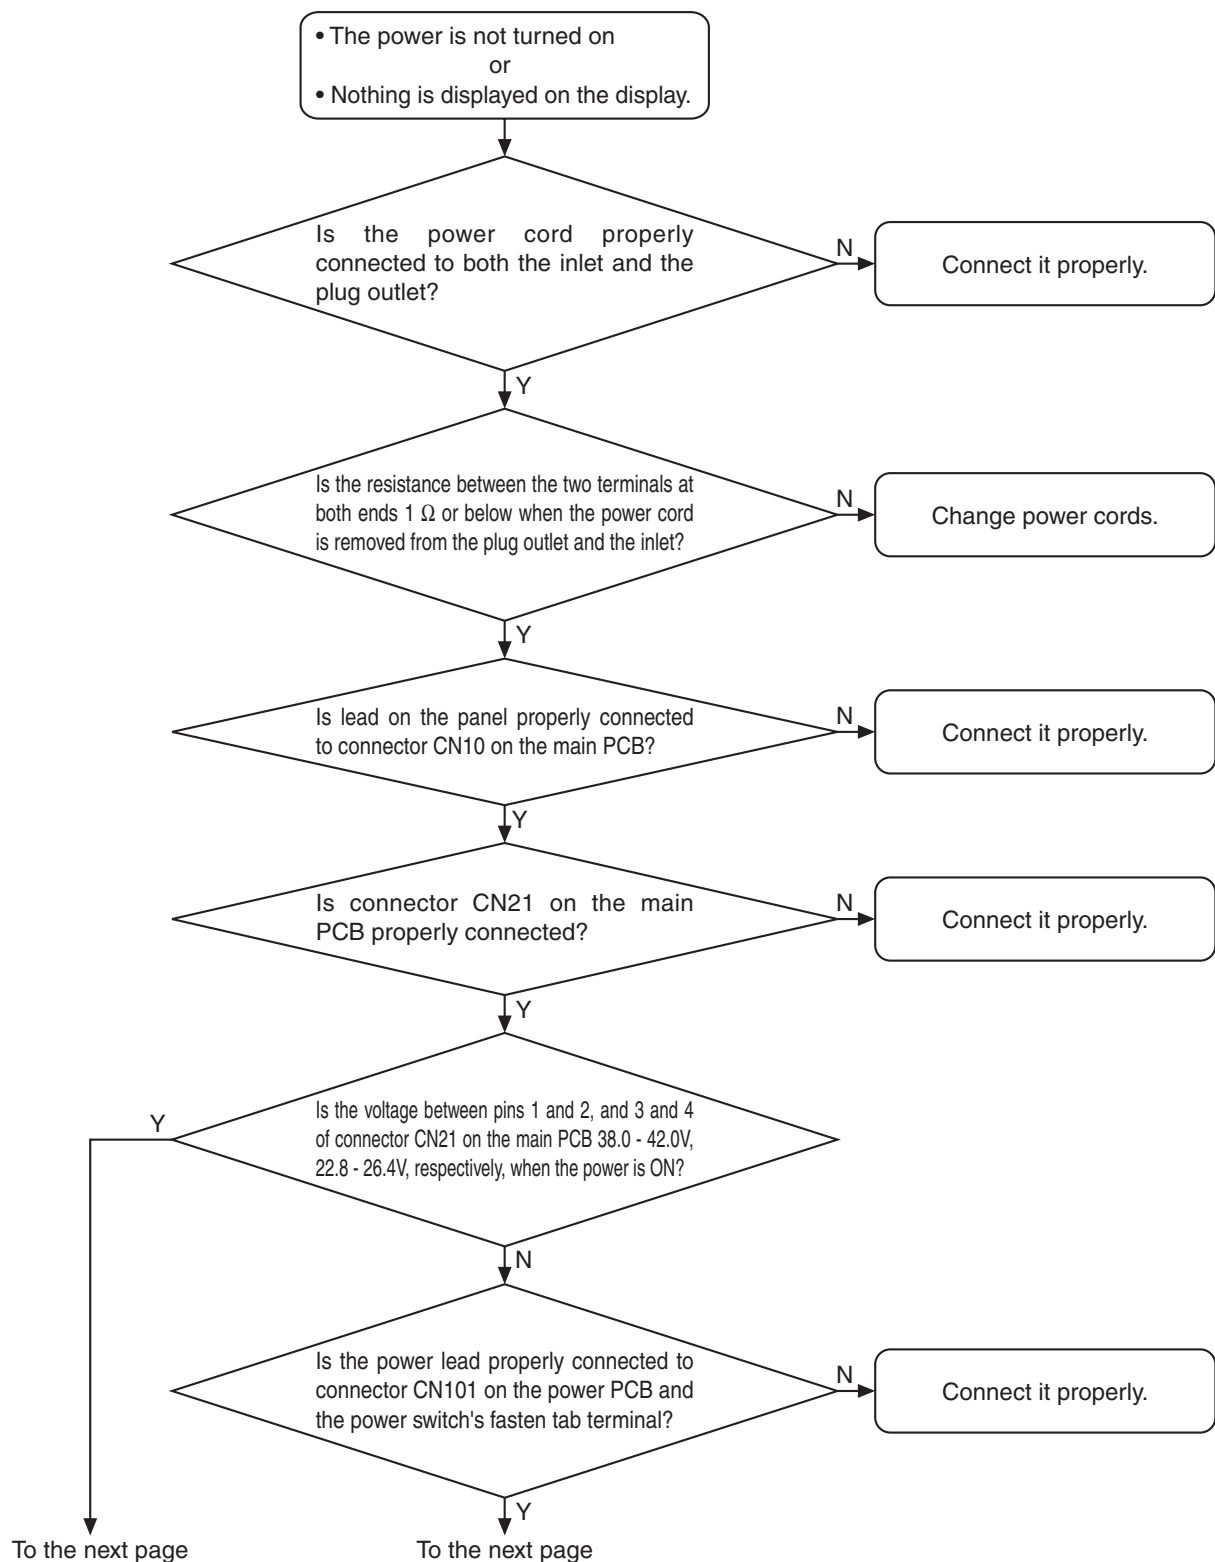 • The power is not turned on
or
• Nothing is displayed on the display.
Is the power cord properly
connected to both the inlet and the
plug outlet?
N
Connect it properly.
Y
Is the resistance between the two terminals at
both ends 1 Ω or below when the power cord
is removed from the plug outlet and the inlet?
N
Change power cords.
Y
Is lead on the panel properly connected
to connector CN10 on the main PCB?
N
Connect it properly.
Y
Is connector CN21 on the main
PCB properly connected?
N
Connect it properly.
Y
Is the voltage between pins 1 and 2, and 3 and 4
of connector CN21 on the main PCB 38.0 - 42.0V,
22.8 - 26.4V, respectively, when the power is ON?
Y
N
Is the power lead properly connected to
connector CN101 on the power PCB and
the power switch's fasten tab terminal?
N
Connect it properly.
Y
To the next page
To the next page